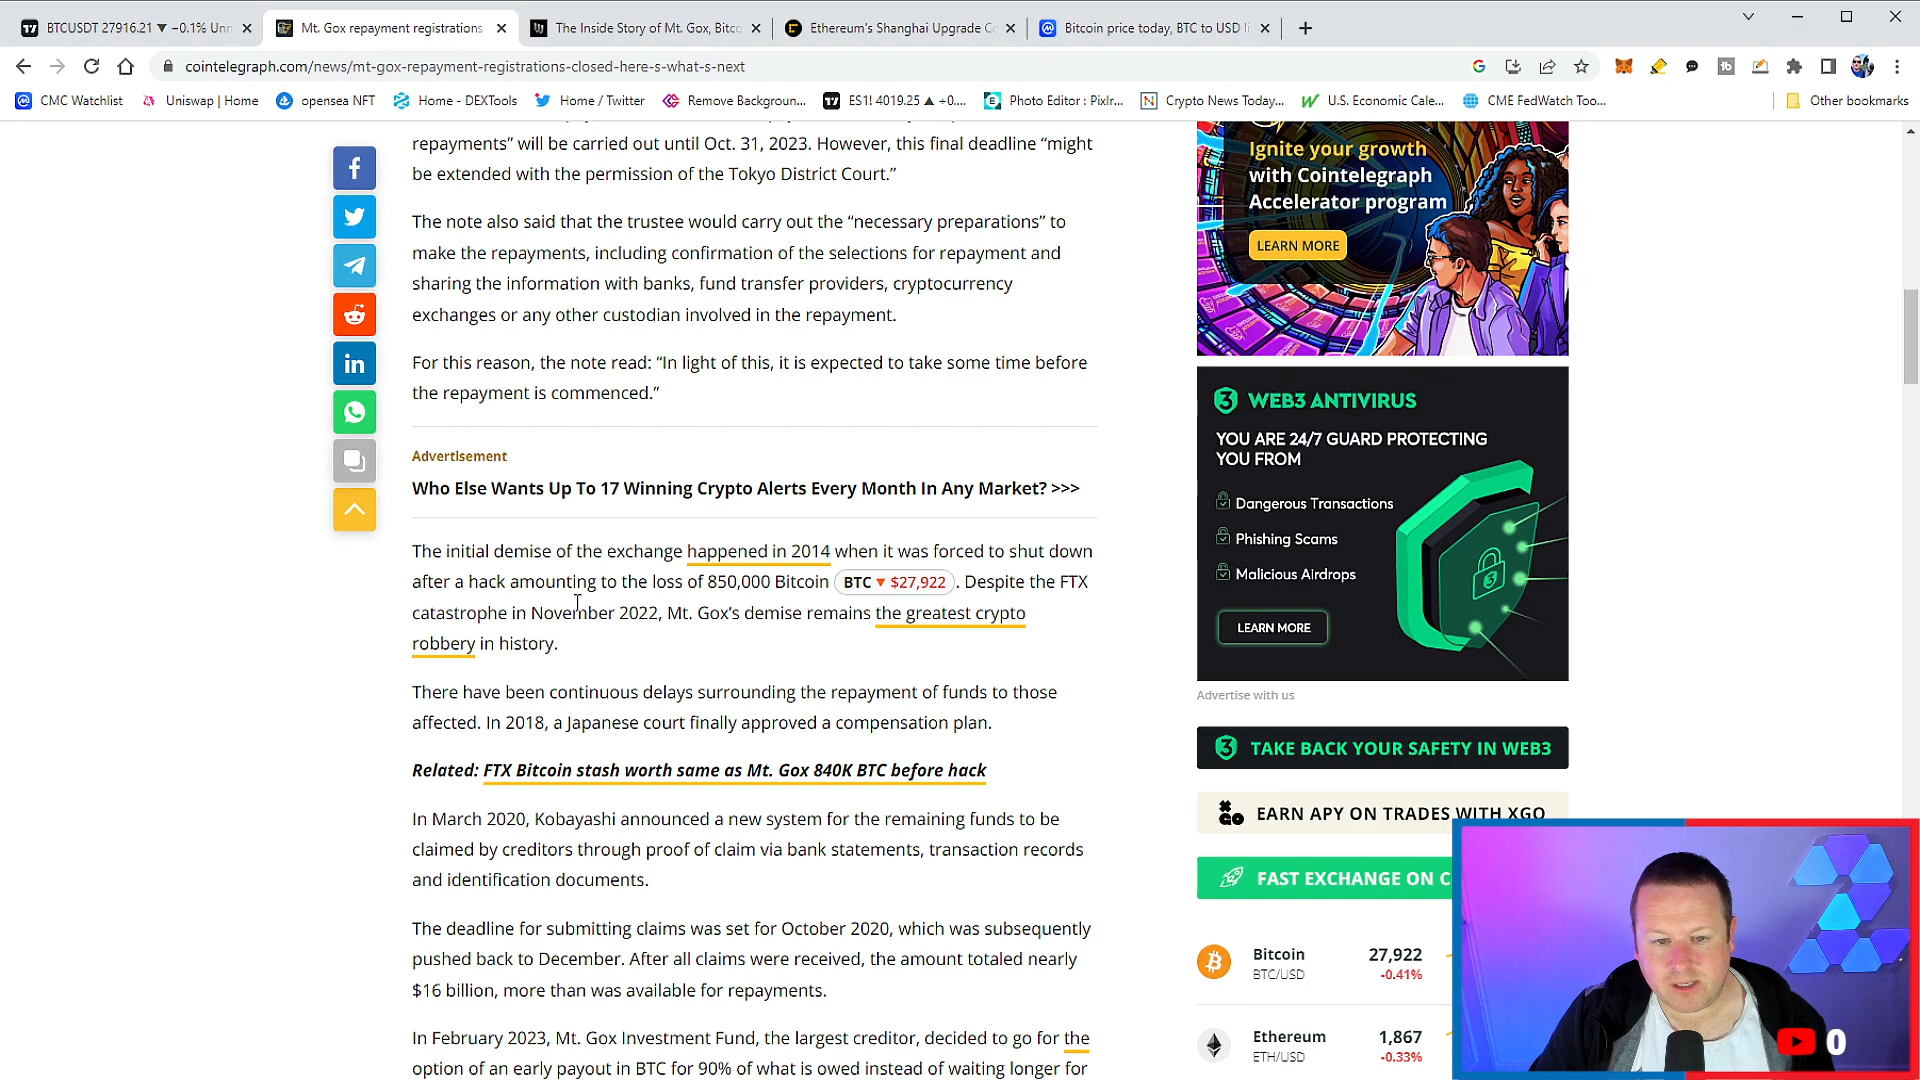 BTCUSDT 27916.21 ▼ −0.1% Unn
Mt. Gox repayment registrations
The Inside Story of Mt. Gox, Bitco
Ethereum's Shanghai Upgrade Co
Bitcoin price today, BTC to USD li
cointelegraph.com/news/mt-gox-repayment-registrations-closed-here-s-what-s-next
CMC Watchlist
Uniswap | Home
opensea NFT
Home - DEXTools
Home / Twitter
Remove Backgroun...
ES1! 4019.25 ▲ +0....
Photo Editor : Pixlr...
Crypto News Today...
U.S. Economic Cale...
CME FedWatch Too...
Other bookmarks
repayments” will be carried out until Oct. 31, 2023. However, this final deadline “might
be extended with the permission of the Tokyo District Court.”
The note also said that the trustee would carry out the “necessary preparations” to
make the repayments, including confirmation of the selections for repayment and
sharing the information with banks, fund transfer providers, cryptocurrency
exchanges or any other custodian involved in the repayment.
For this reason, the note read: “In light of this, it is expected to take some time before
the repayment is commenced.”
Advertisement
Who Else Wants Up To 17 Winning Crypto Alerts Every Month In Any Market? >>>
The initial demise of the exchange happened in 2014 when it was forced to shut down
after a hack amounting to the loss of 850,000 Bitcoin BTC ▼ $27,922 . Despite the FTX
catastrophe in November 2022, Mt. Gox’s demise remains the greatest crypto
robbery in history.
There have been continuous delays surrounding the repayment of funds to those
affected. In 2018, a Japanese court finally approved a compensation plan.
Related: FTX Bitcoin stash worth same as Mt. Gox 840K BTC before hack
In March 2020, Kobayashi announced a new system for the remaining funds to be
claimed by creditors through proof of claim via bank statements, transaction records
and identification documents.
The deadline for submitting claims was set for October 2020, which was subsequently
pushed back to December. After all claims were received, the amount totaled nearly
$16 billion, more than was available for repayments.
In February 2023, Mt. Gox Investment Fund, the largest creditor, decided to go for the
option of an early payout in BTC for 90% of what is owed instead of waiting longer for
Ignite your growth
with Cointelegraph
Accelerator program
LEARN MORE
WEB3 ANTIVIRUS
YOU ARE 24/7 GUARD PROTECTING
YOU FROM
Dangerous Transactions
Phishing Scams
Malicious Airdrops
LEARN MORE
Advertise with us
TAKE BACK YOUR SAFETY IN WEB3
EARN APY ON TRADES WITH XGO
FAST EXCHANGE ON C
Bitcoin 27,922
BTC/USD -0.41%
Ethereum 1,867
ETH/USD -0.33%
0